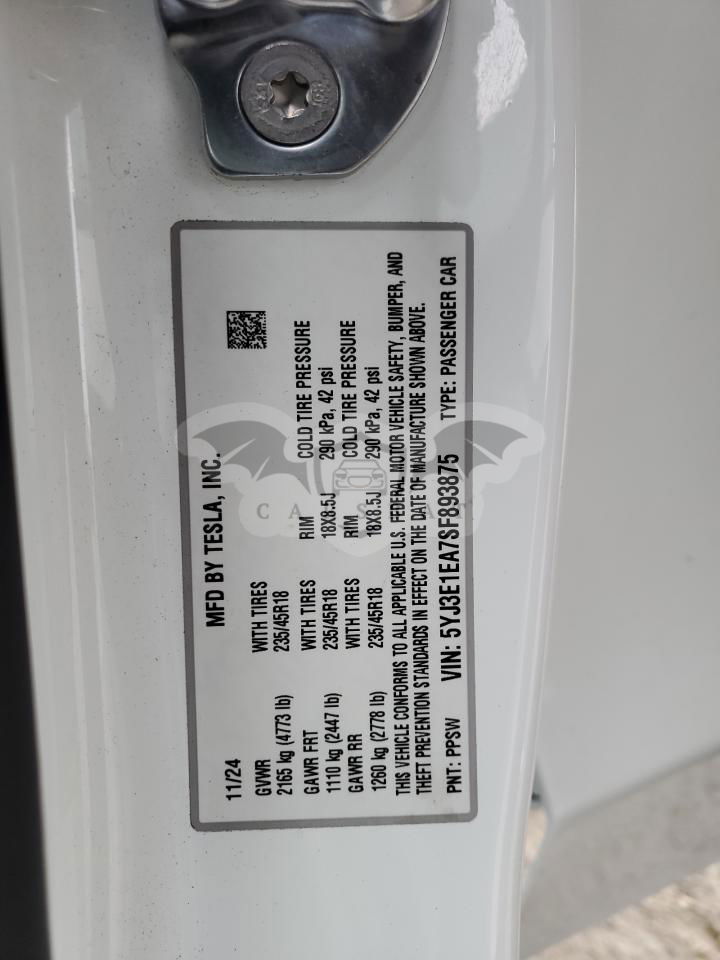 MFD BY TESLA, INC.
11/24
GVWR WITH TIRES
2165 kg (4773 lb) 235/45R18
GAWR FRT WITH TIRES RIM COLD TIRE PRESSURE
1110 kg (2447 lb) 235/45R18 18X8.5J 290 kPa, 42 psi
GAWR RR WITH TIRES RIM COLD TIRE PRESSURE
1260 kg (2778 lb) 235/45R18 18X8.5J 290 kPa, 42 psi
THIS VEHICLE CONFORMS TO ALL APPLICABLE U.S. FEDERAL MOTOR VEHICLE SAFETY, BUMPER, AND
THEFT PREVENTION STANDARDS IN EFFECT ON THE DATE OF MANUFACTURE SHOWN ABOVE.
PNT: PPSW VIN: 5YJ3E1EA7SF893875 TYPE: PASSENGER CAR